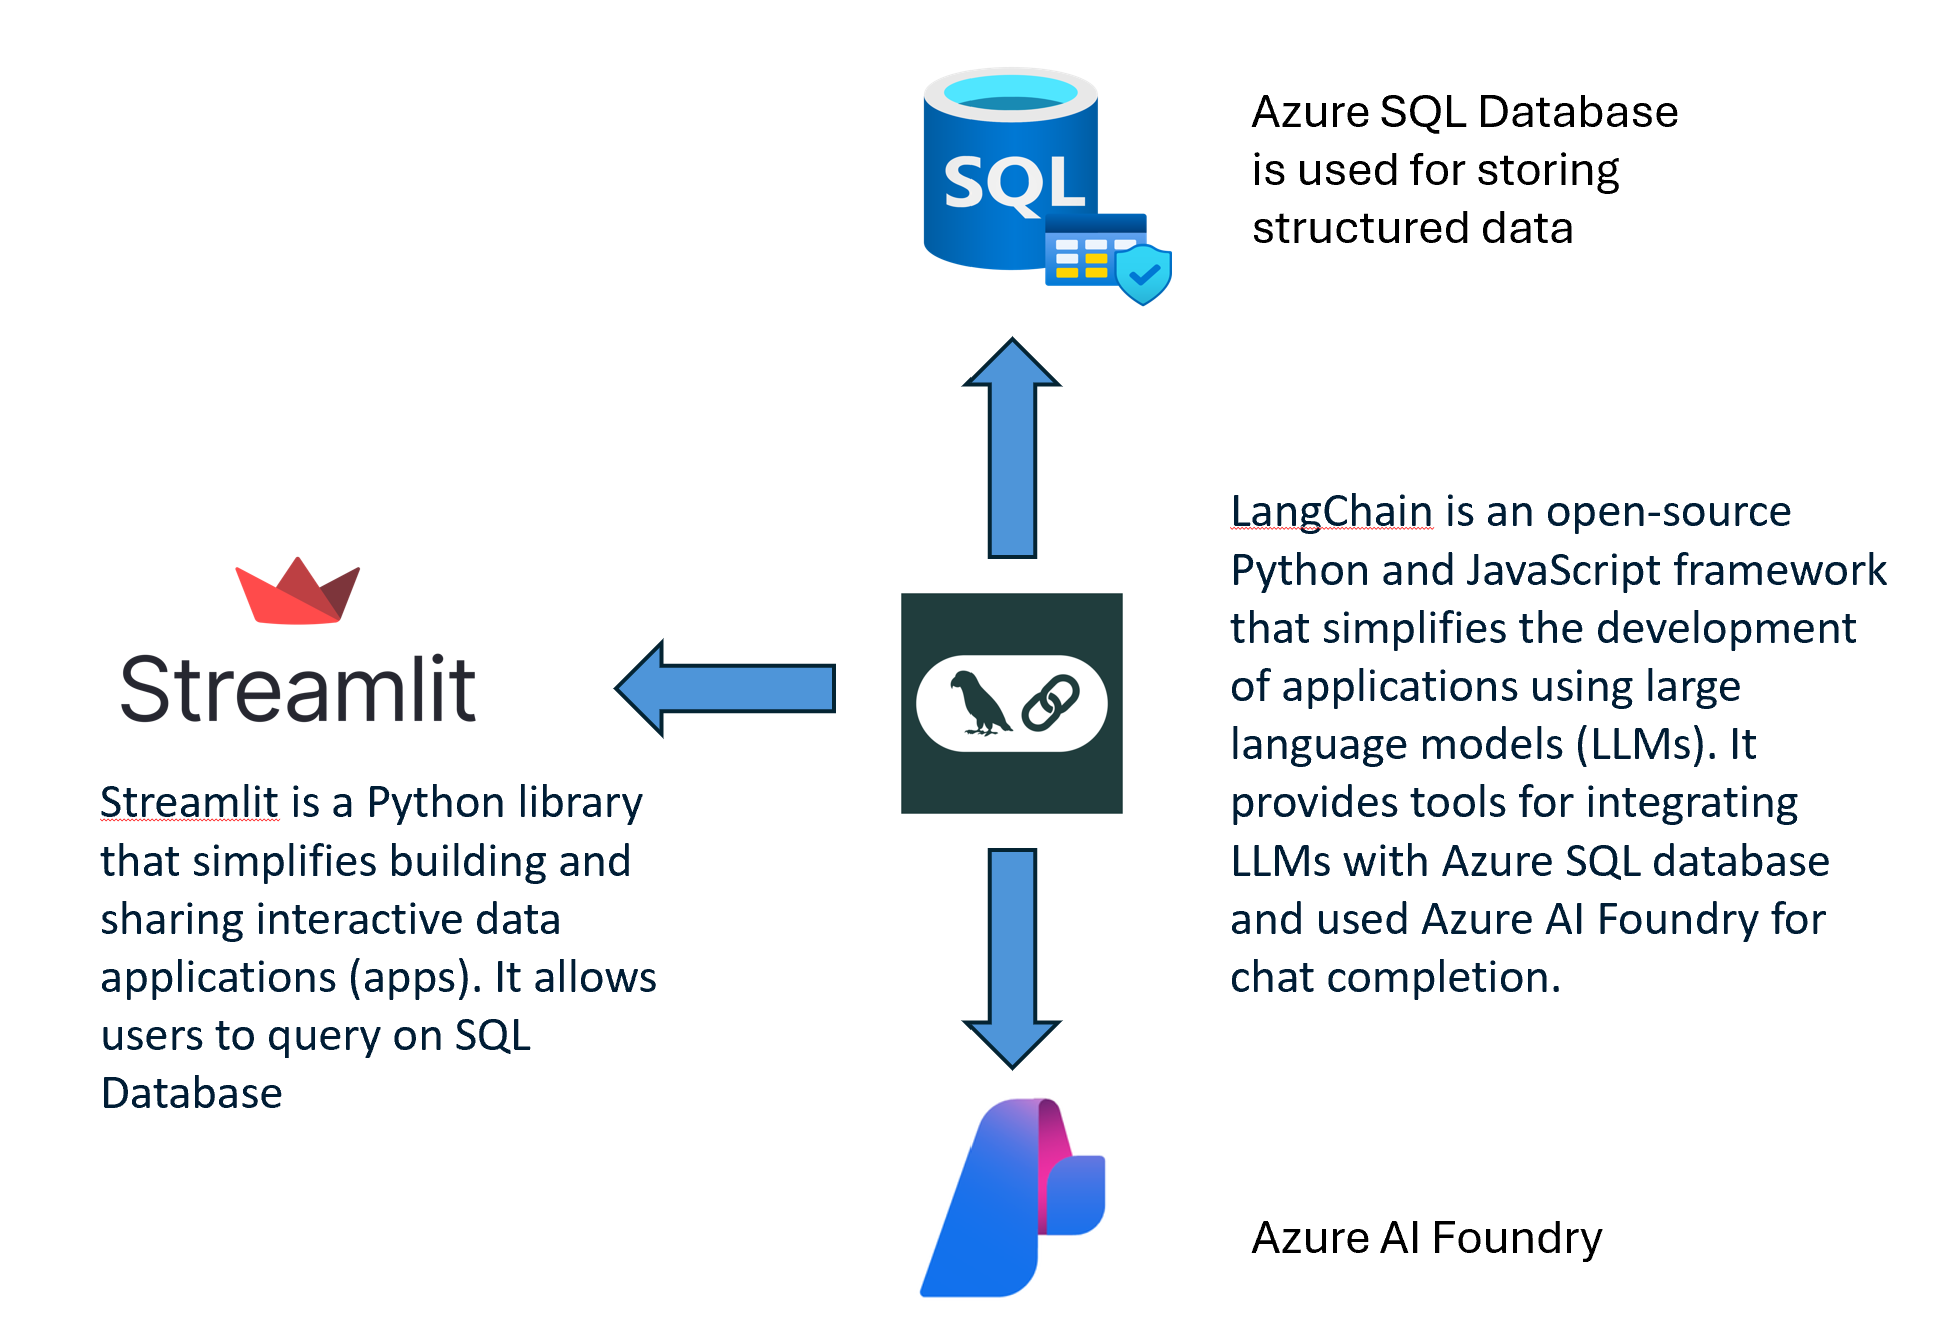 SQL
Azure SQL Database
is used for storing
structured data
LangChain is an open-source
Python and JavaScript framework
that simplifies the development
of applications using large
language models (LLMs). It
provides tools for integrating
LLMs with Azure SQL database
and used Azure AI Foundry for
chat completion.
Streamlit
Streamlit is a Python library
that simplifies building and
sharing interactive data
applications (apps). It allows
users to query on SQL
Database
Azure AI Foundry